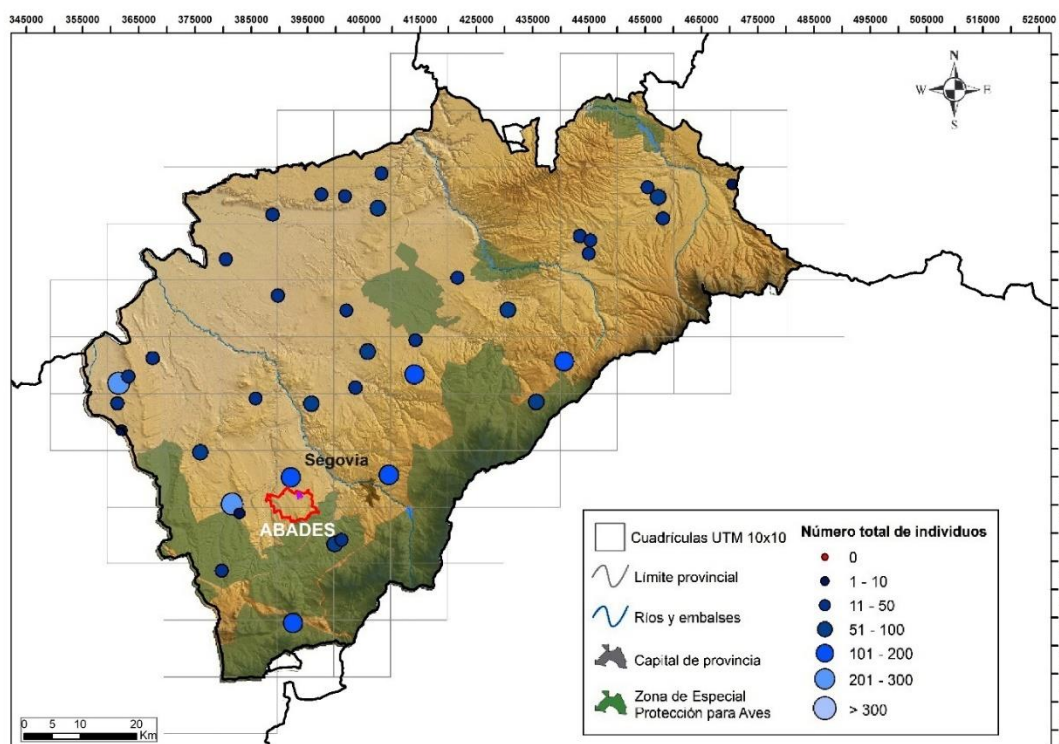 345000 355000 365000 375000 385000 395000 405000 415000 425000 435000 445000 455000 465000 475000 485000 495000 505000 515000 527000
N
W E
S
Segovia
ABADES
Cuadrículas UTM 10x10
Límite provincial
Ríos y embalses
Capital de provincia
Zona de Especial
Protección para Aves
Número total de individuos
0
1 - 10
11 - 50
51 - 100
101 - 200
201 - 300
> 300
0 5 10 20
Km